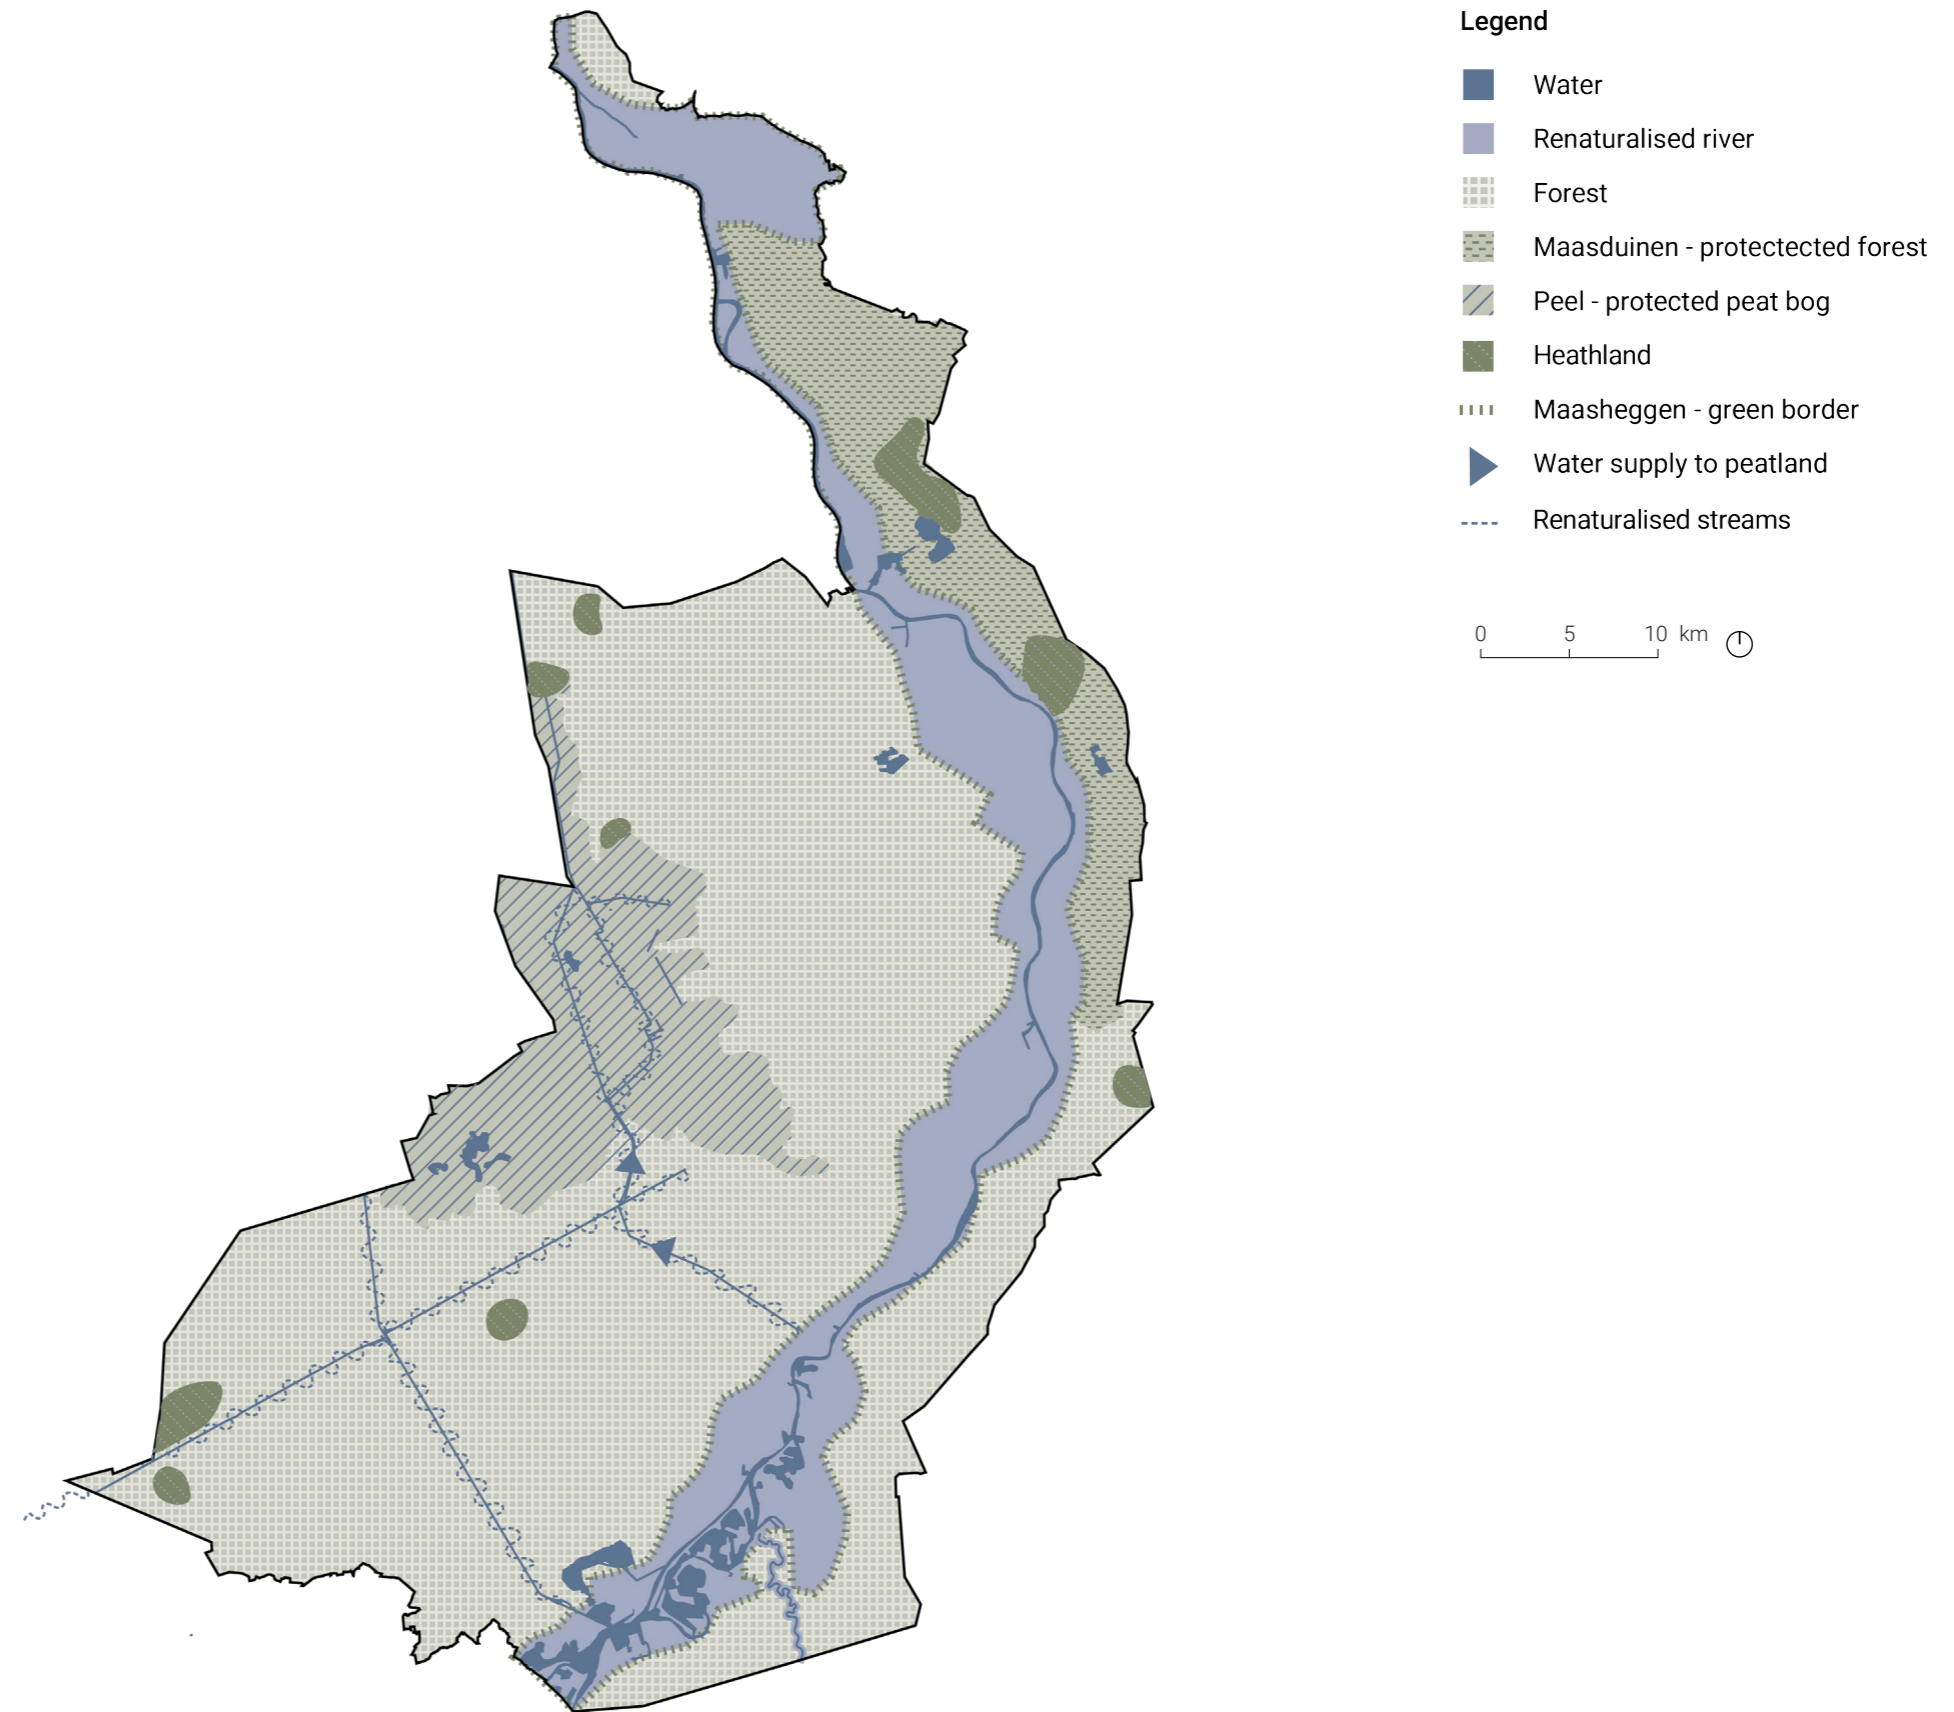 Legend
Water
Renaturalised river
Forest
Maasduinen - protectected forest
Peel - protected peat bog
Heathland
Maasheggen - green border
Water supply to peatland
Renaturalised streams
0 5 10 km